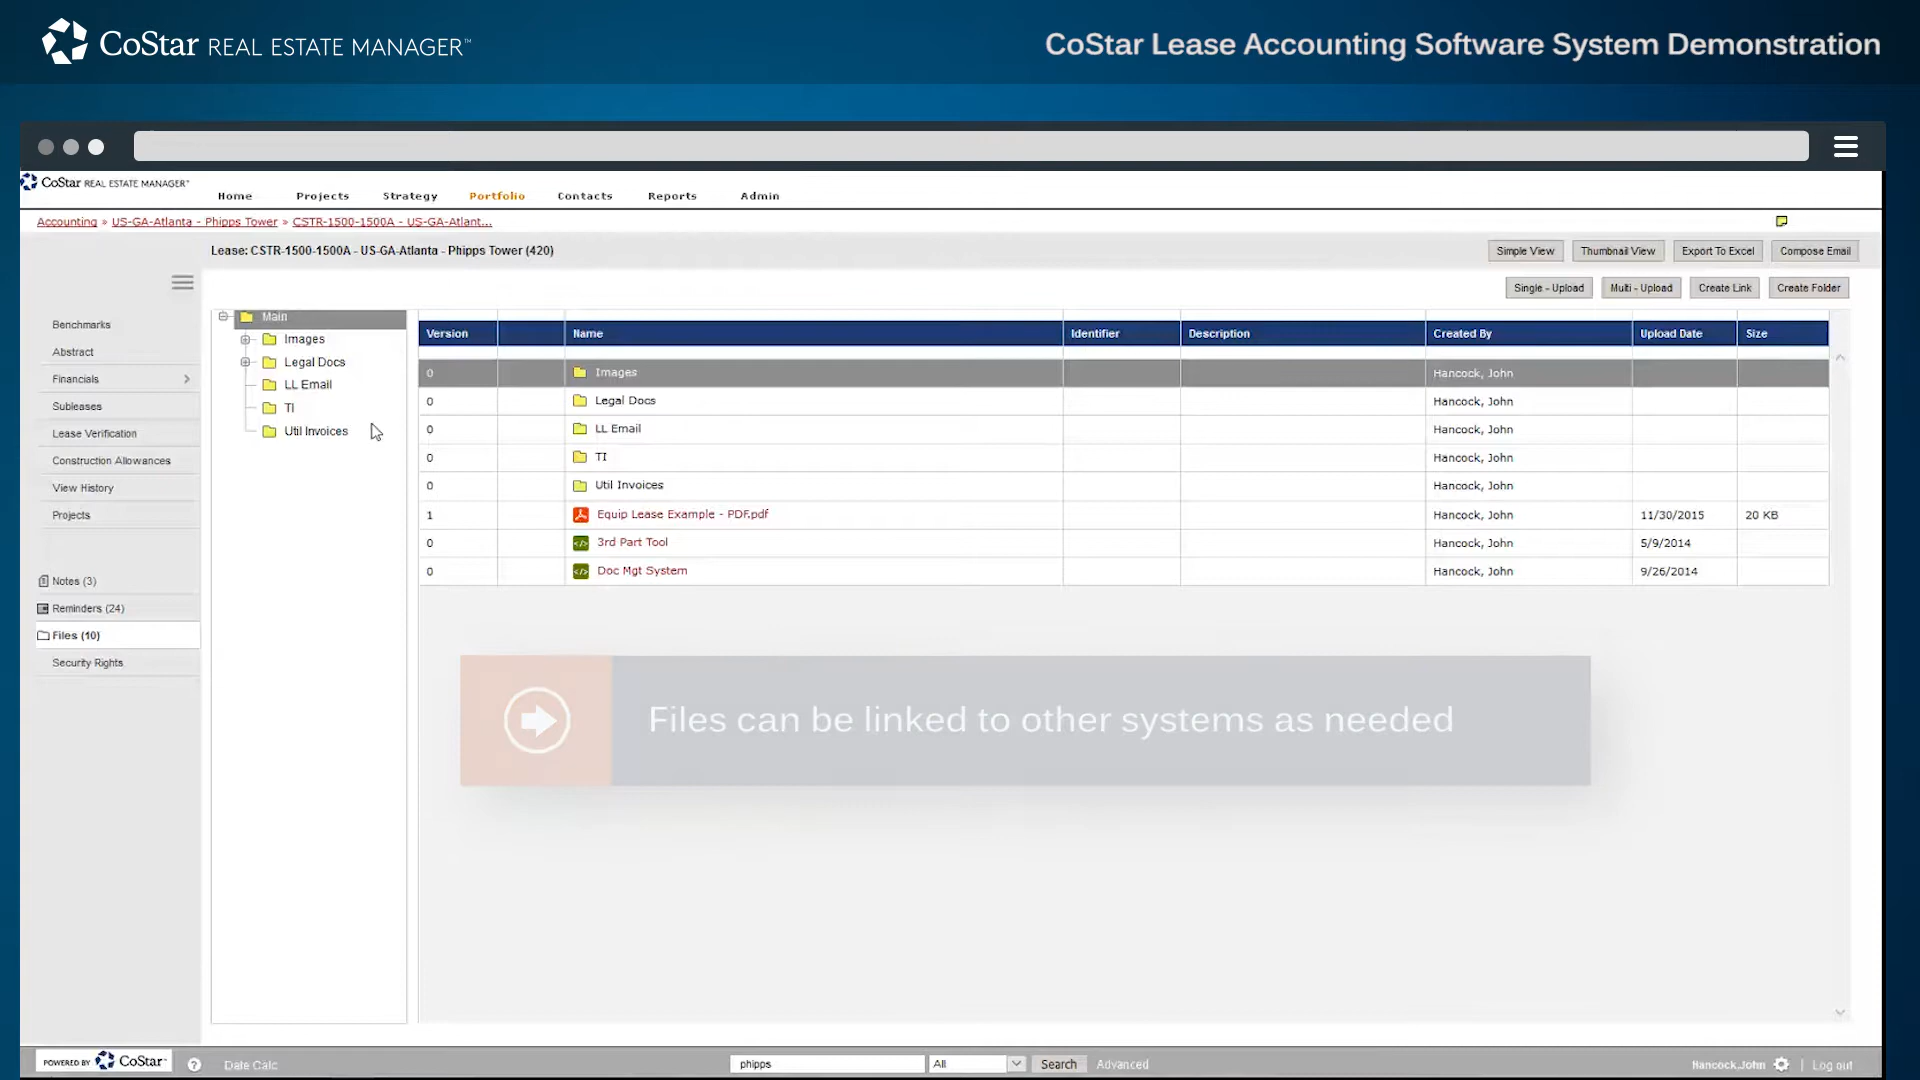 CoStar REAL ESTATE MANAGER™
CoStar Lease Accounting Software System Demonstration
CoStar REAL ESTATE MANAGER™
Home Projects Strategy Portfolio Contacts Reports Admin
Accounting » US-GA-Atlanta - Phipps Tower » CSTR-1500-1500A - US-GA-Atlant...
Lease: CSTR-1500-1500A - US-GA-Atlanta - Phipps Tower (420)
Simple View Thumbnail View Export To Excel Compose Email
Single - Upload Multi - Upload Create Link Create Folder
Benchmarks
Abstract
Financials
Subleases
Lease Verification
Construction Allowances
View History
Projects
Notes (3)
Reminders (24)
Files (10)
Security Rights
Main
Images
Legal Docs
LL Email
TI
Util Invoices
Version Name Identifier Description Created By Upload Date Size
0 Images Hancock, John
0 Legal Docs Hancock, John
0 LL Email Hancock, John
0 TI Hancock, John
0 Util Invoices Hancock, John
1 Equip Lease Example - PDF.pdf Hancock, John 11/30/2015 20 KB
0 3rd Part Tool Hancock, John 5/9/2014
0 Doc Mgt System Hancock, John 9/26/2014
Files can be linked to other systems as needed
POWERED BY CoStar™ ? Date Calc phipps All Search Advanced Hancock,John | Log out